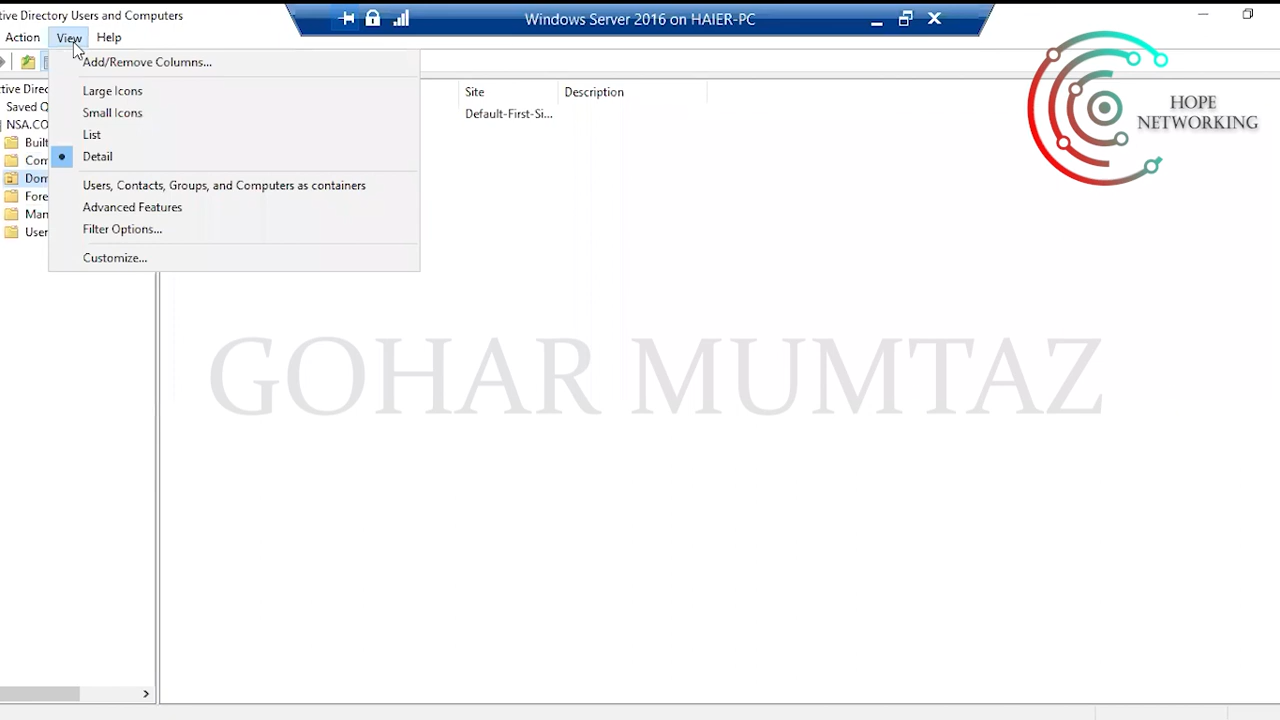 tive Directory Users and Computers
Windows Server 2016 on HAIER-PC
Action View Help
Add/Remove Columns...
Large Icons
Small Icons
List
Detail
Users, Contacts, Groups, and Computers as containers
Advanced Features
Filter Options...
Customize...
tive Direc
Saved Q
NSA.CO
Built
Com
Dom
Fore
Man
User
Site Description
Default-First-Si...
HOPE
NETWORKING
GOHAR MUMTAZ